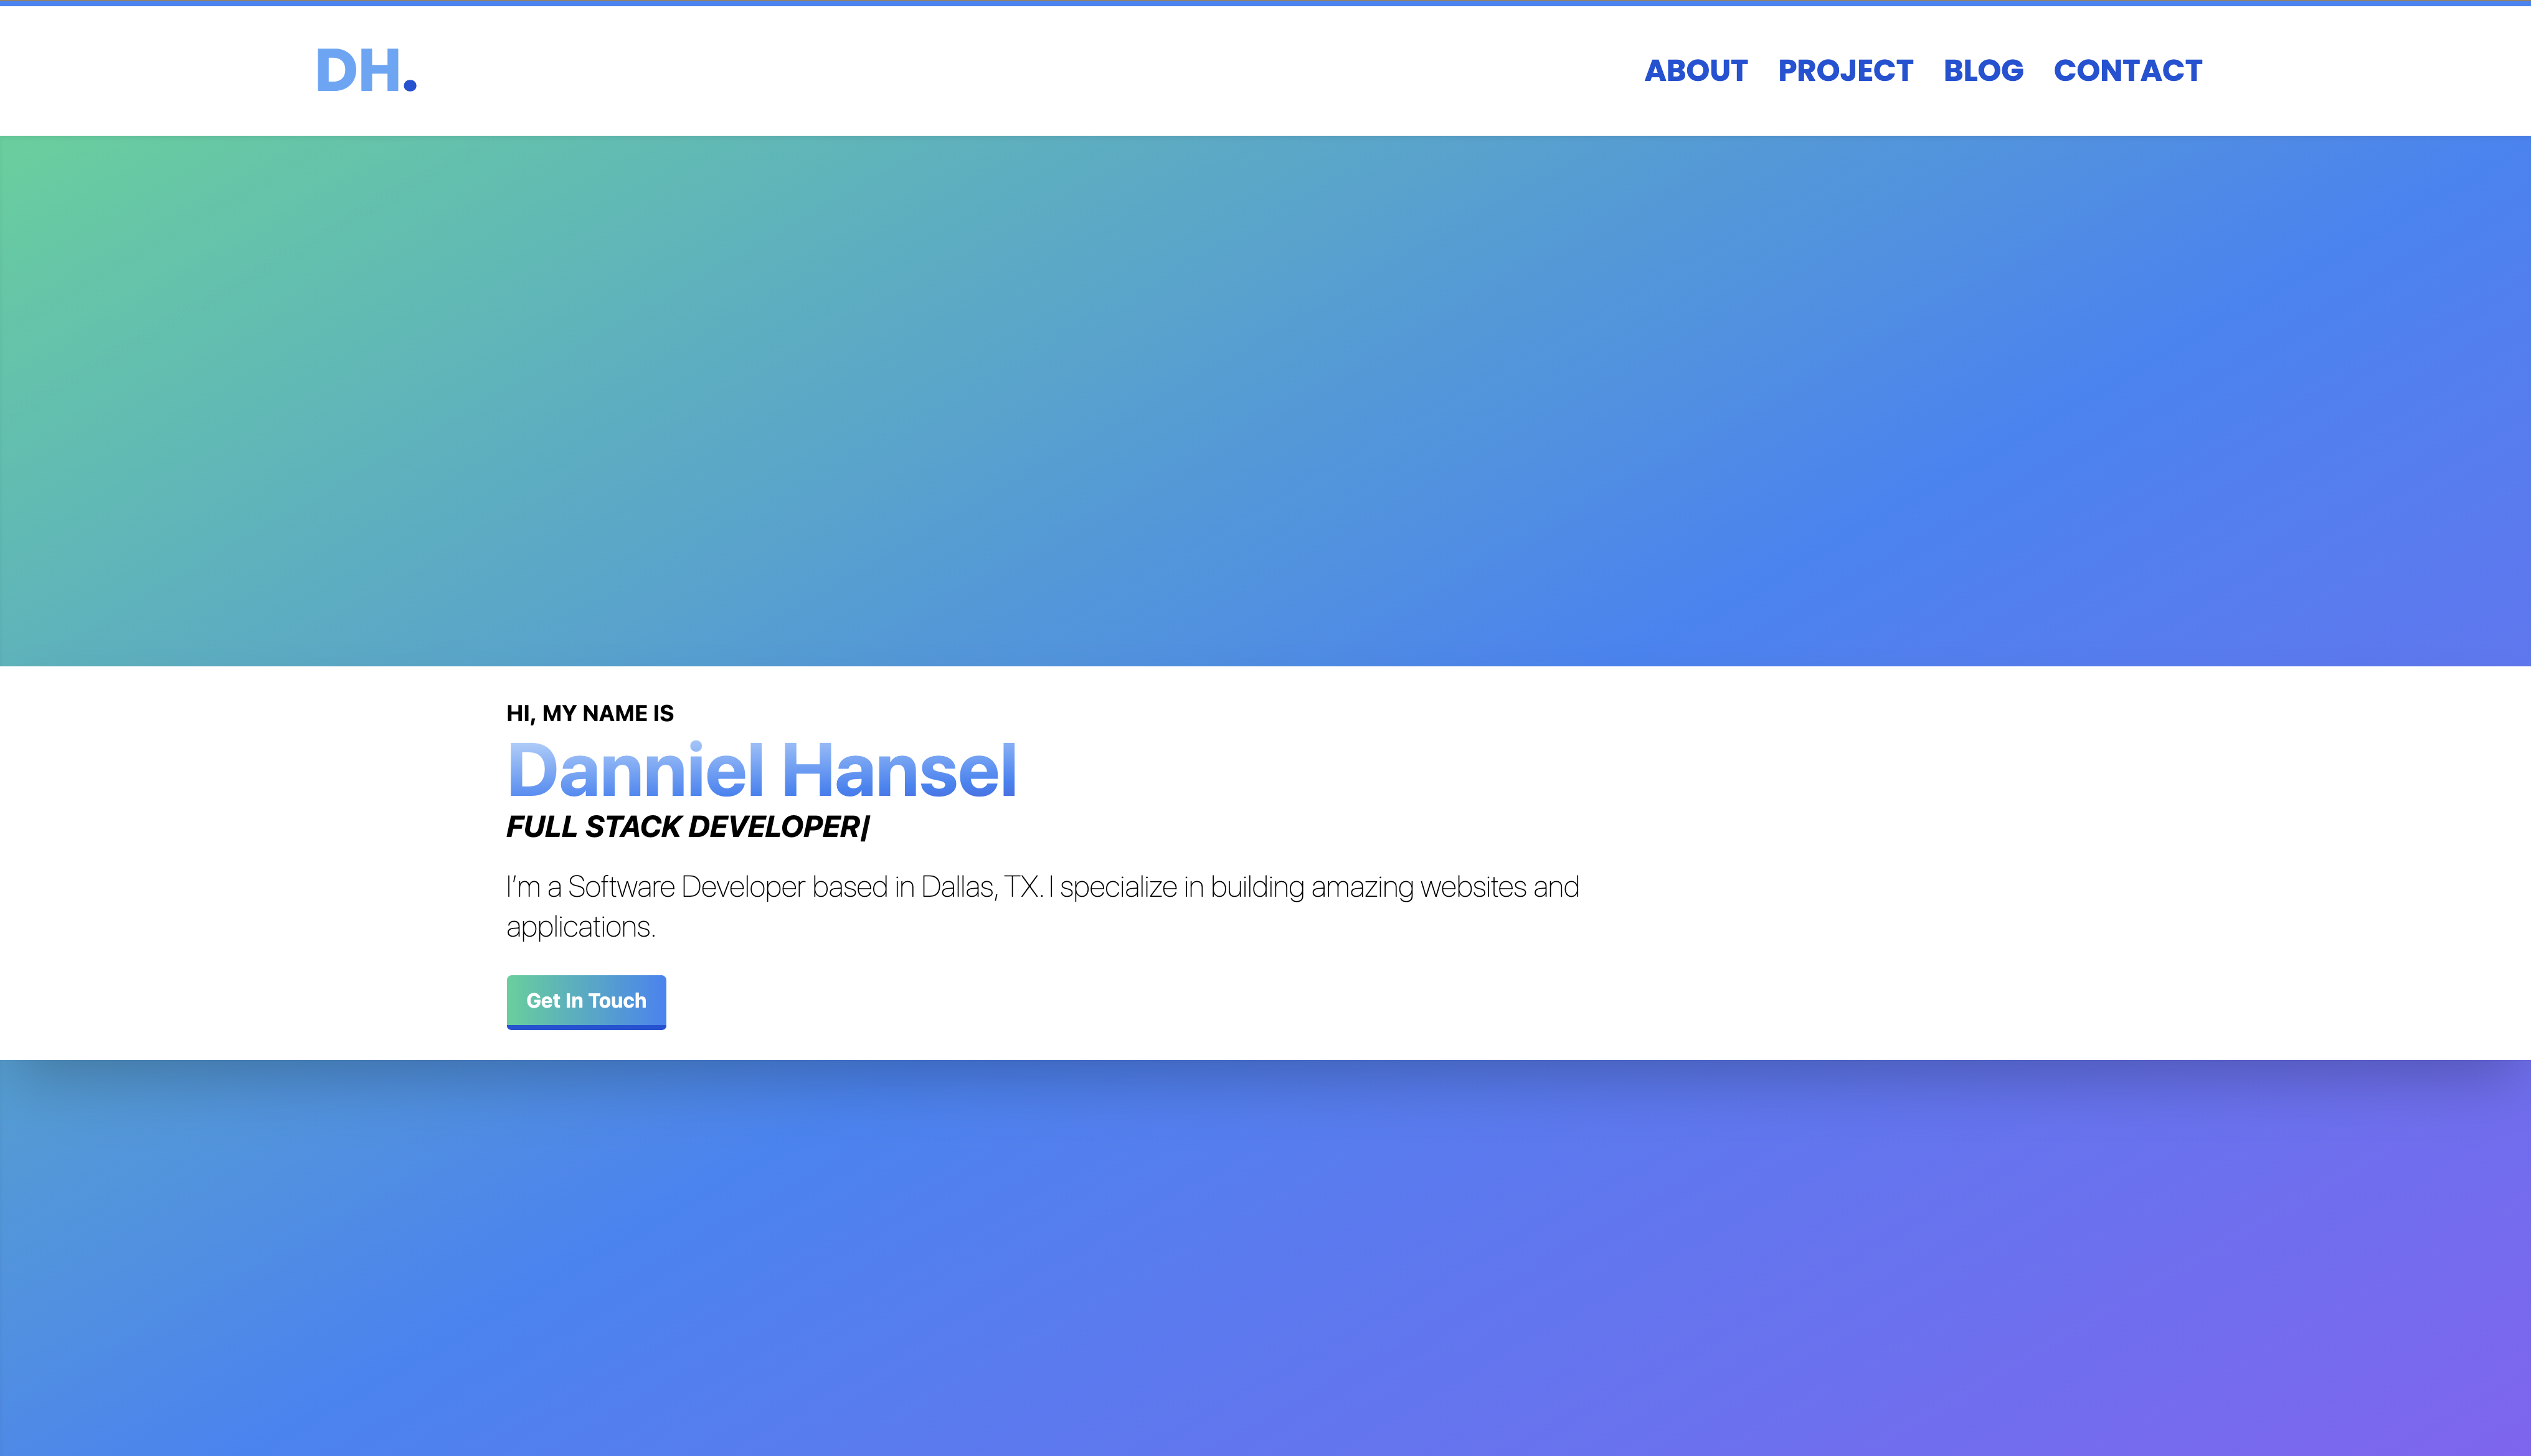 DH.
ABOUT PROJECT BLOG CONTACT
HI, MY NAME IS
Danniel Hansel
FULL STACK DEVELOPER|
I'm a Software Developer based in Dallas, TX. I specialize in building amazing websites and
applications.
Get In Touch